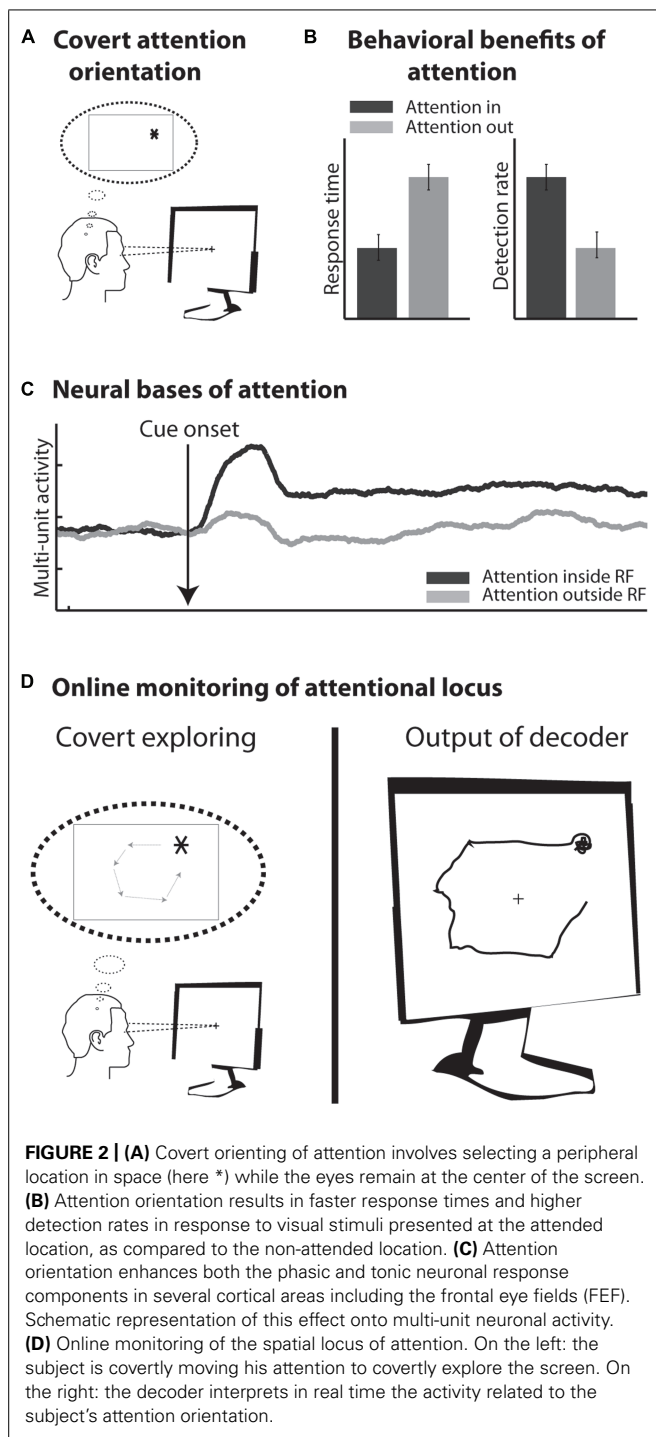 A Covert attention
orientation
B Behavioral benefits of
attention
Attention in
Attention out
Response time
Detection rate
C Neural bases of attention
Cue onset
Multi-unit activity
Attention inside RF
Attention outside RF
D Online monitoring of attentional locus
Covert exploring
Output of decoder
FIGURE 2 | (A) Covert orienting of attention involves selecting a peripheral
location in space (here *) while the eyes remain at the center of the screen.
(B) Attention orientation results in faster response times and higher
detection rates in response to visual stimuli presented at the attended
location, as compared to the non-attended location. (C) Attention
orientation enhances both the phasic and tonic neuronal response
components in several cortical areas including the frontal eye fields (FEF).
Schematic representation of this effect onto multi-unit neuronal activity.
(D) Online monitoring of the spatial locus of attention. On the left: the
subject is covertly moving his attention to covertly explore the screen. On
the right: the decoder interprets in real time the activity related to the
subject's attention orientation.